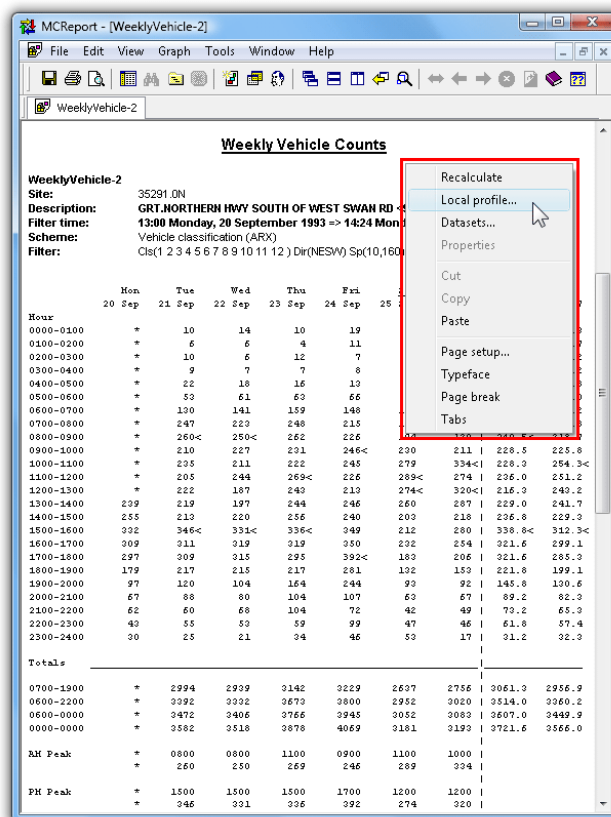 MCReport - [WeeklyVehicle-2]
File Edit View Graph Tools Window Help
WeeklyVehicle-2
Weekly Vehicle Counts
WeeklyVehicle-2
Site: 35291.0N
Description: GRT.NORTHERN HWY SOUTH OF WEST SWAN RD
Filter time: 13:00 Monday, 20 September 1993 => 14:24
Scheme: Vehicle classification (ARX)
Filter: Cls(1 2 3 4 5 6 7 8 9 10 11 12 ) Dir(NESW) Sp(10,160)
Recalculate
Local profile...
Datasets...
Properties
Cut
Copy
Paste
Page setup...
Typeface
Page break
Tabs
Mon Tue Wed Thu Fri
20 Sep 21 Sep 22 Sep 23 Sep 24 Sep 25
Hour
0000-0100 * 10 14 10 19
0100-0200 * 6 6 4 11
0200-0300 * 10 6 12 7
0300-0400 * 9 7 7 8
0400-0500 * 22 18 16 13
0500-0600 * 53 61 63 66
0600-0700 * 130 141 159 148
0700-0800 * 247 223 248 215
0800-0900 * 260< 250< 262 226
0900-1000 * 210 227 231 246< 230 211 | 228.5 225.8
1000-1100 * 235 211 222 245 279 334<| 228.3 254.3<
1100-1200 * 205 244 269< 226 289< 274 | 236.0 251.2
1200-1300 * 222 187 243 213 274< 320<| 216.3 243.2
1300-1400 239 219 197 244 246 260 287 | 229.0 241.7
1400-1500 255 213 220 256 240 203 218 | 236.8 229.3
1500-1600 332 346< 331< 336< 349 212 280 | 338.8< 312.3<
1600-1700 309 311 319 319 350 232 254 | 321.6 299.1
1700-1800 297 309 315 295 392< 183 206 | 321.6 285.3
1800-1900 179 217 215 217 281 132 153 | 221.8 199.1
1900-2000 97 120 104 164 244 93 92 | 145.8 130.6
2000-2100 67 88 80 104 107 63 67 | 89.2 82.3
2100-2200 62 60 68 104 72 42 49 | 73.2 65.3
2200-2300 43 55 53 59 99 47 46 | 61.8 57.4
2300-2400 30 25 21 34 46 53 17 | 31.2 32.3
Totals
0700-1900 * 2994 2939 3142 3229 2637 2756 | 3061.3 2956.9
0600-2200 * 3392 3332 3673 3800 2952 3020 | 3514.0 3360.2
0600-0000 * 3472 3406 3766 3945 3052 3083 | 3607.0 3449.9
0000-0000 * 3582 3518 3878 4069 3181 3193 | 3721.6 3566.0
AM Peak * 0800 0800 1100 0900 1100 1000 |
* 260 250 269 246 289 334 |
PM Peak * 1500 1500 1500 1700 1200 1200 |
* 346 331 336 392 274 320 |